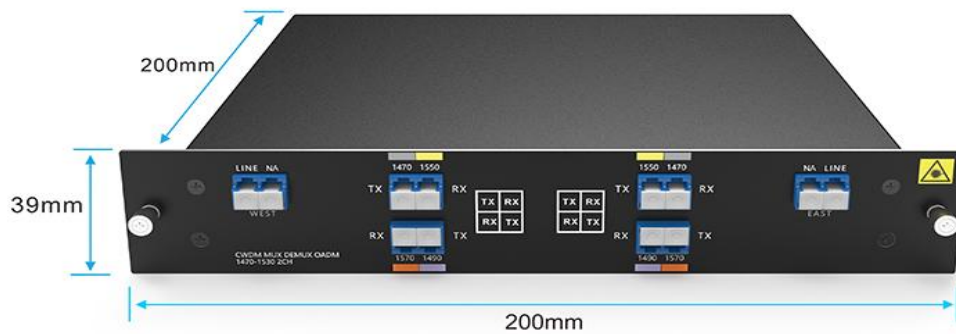 200mm
39mm
LINE NA
WEST
1470 1550
TX RX
RX TX
1570 1490
TX RX
RX TX
TX RX
RX TX
1550 1470
TX RX
RX TX
1490 1570
NA LINE
EAST
CWDM MUX DEMUX OADM
1470-1530 2CH
200mm